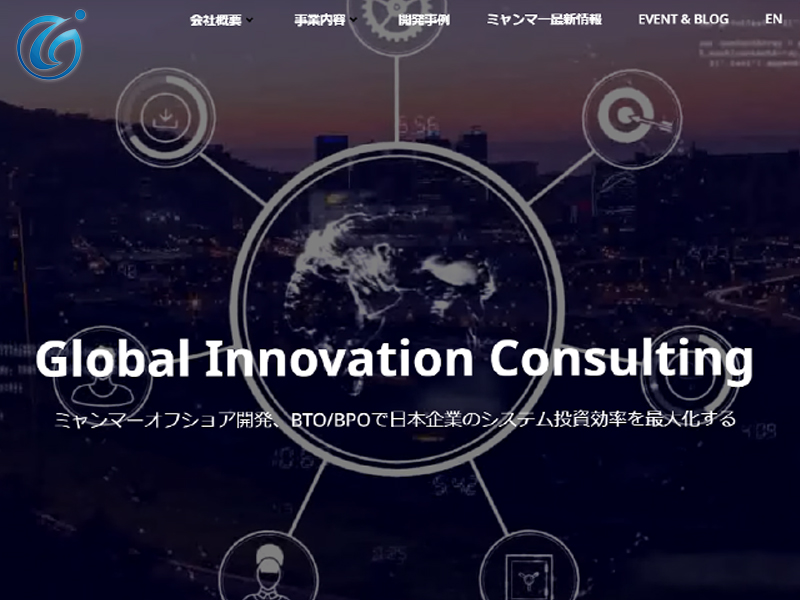 会社概要 事業内容 開発事例 ミャンマー最新情報 EVENT & BLOG EN
Global Innovation Consulting
ミャンマーオフショア開発、BTO/BPOで日本企業のシステム投資効率を最大化する